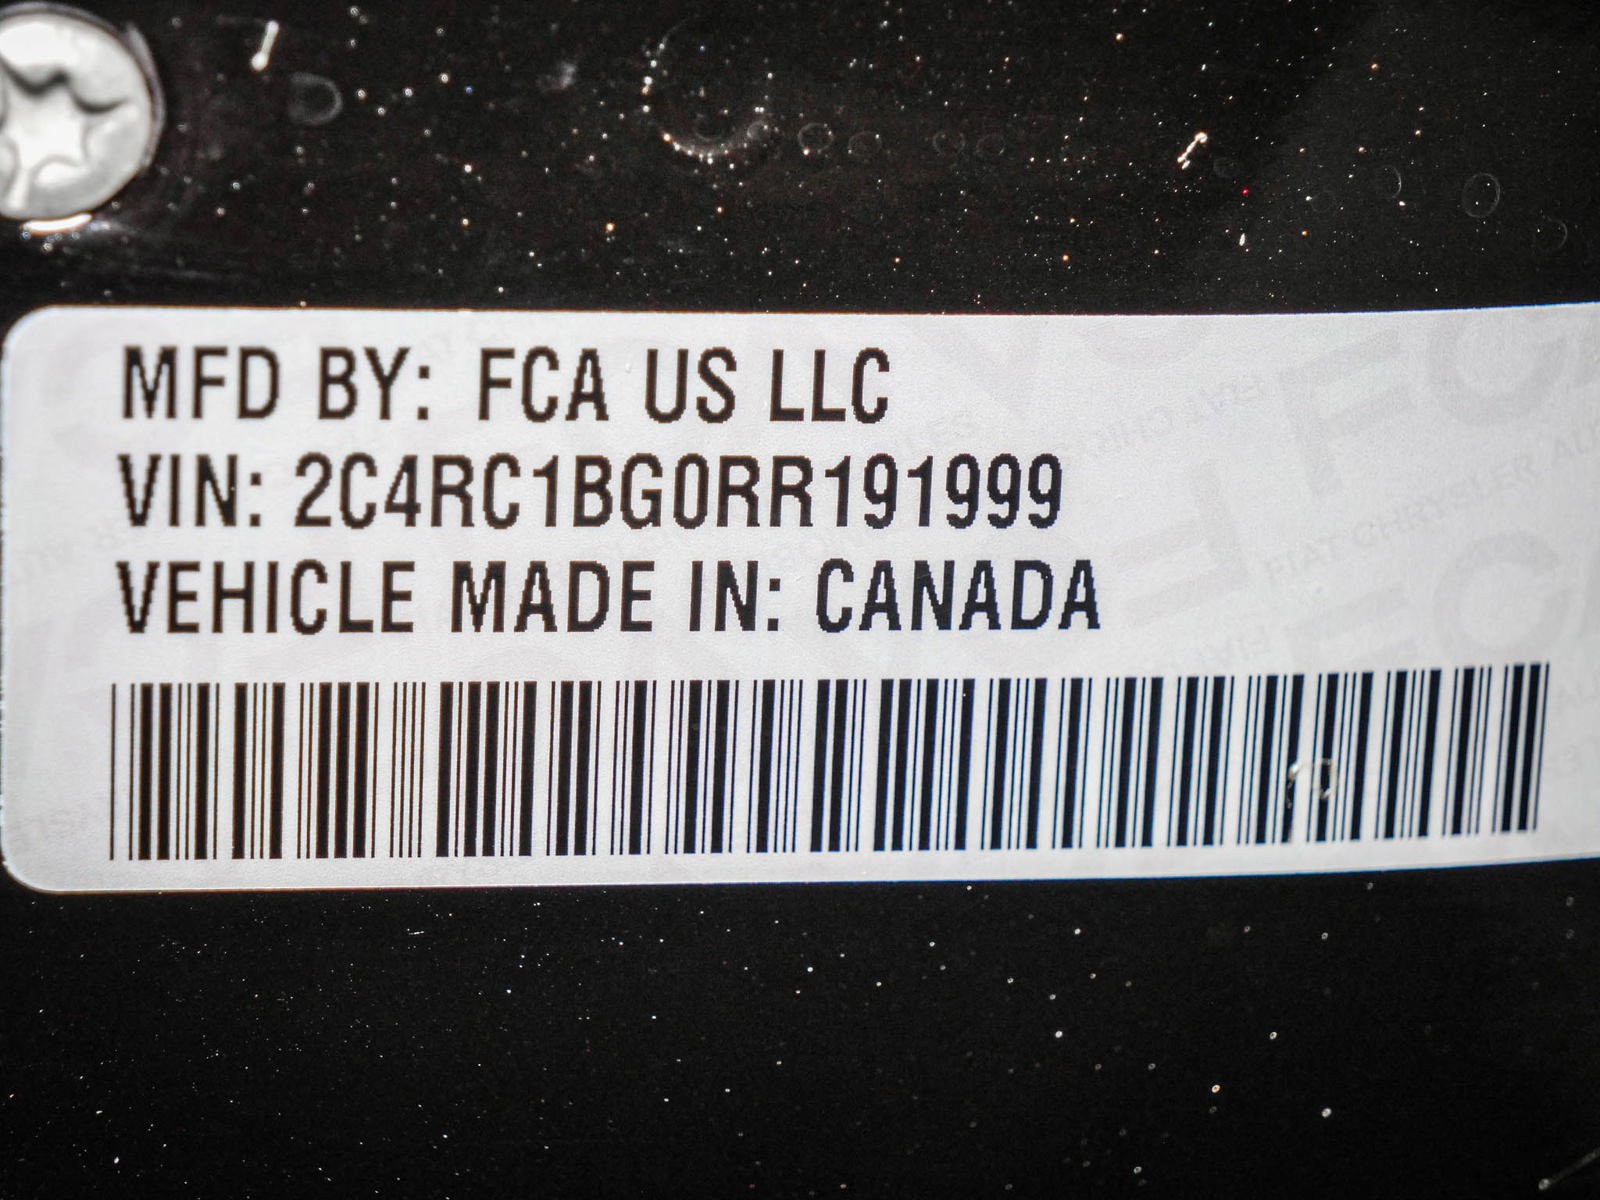 MFD BY: FCA US LLC
VIN: 2C4RC1BG0RR191999
VEHICLE MADE IN: CANADA